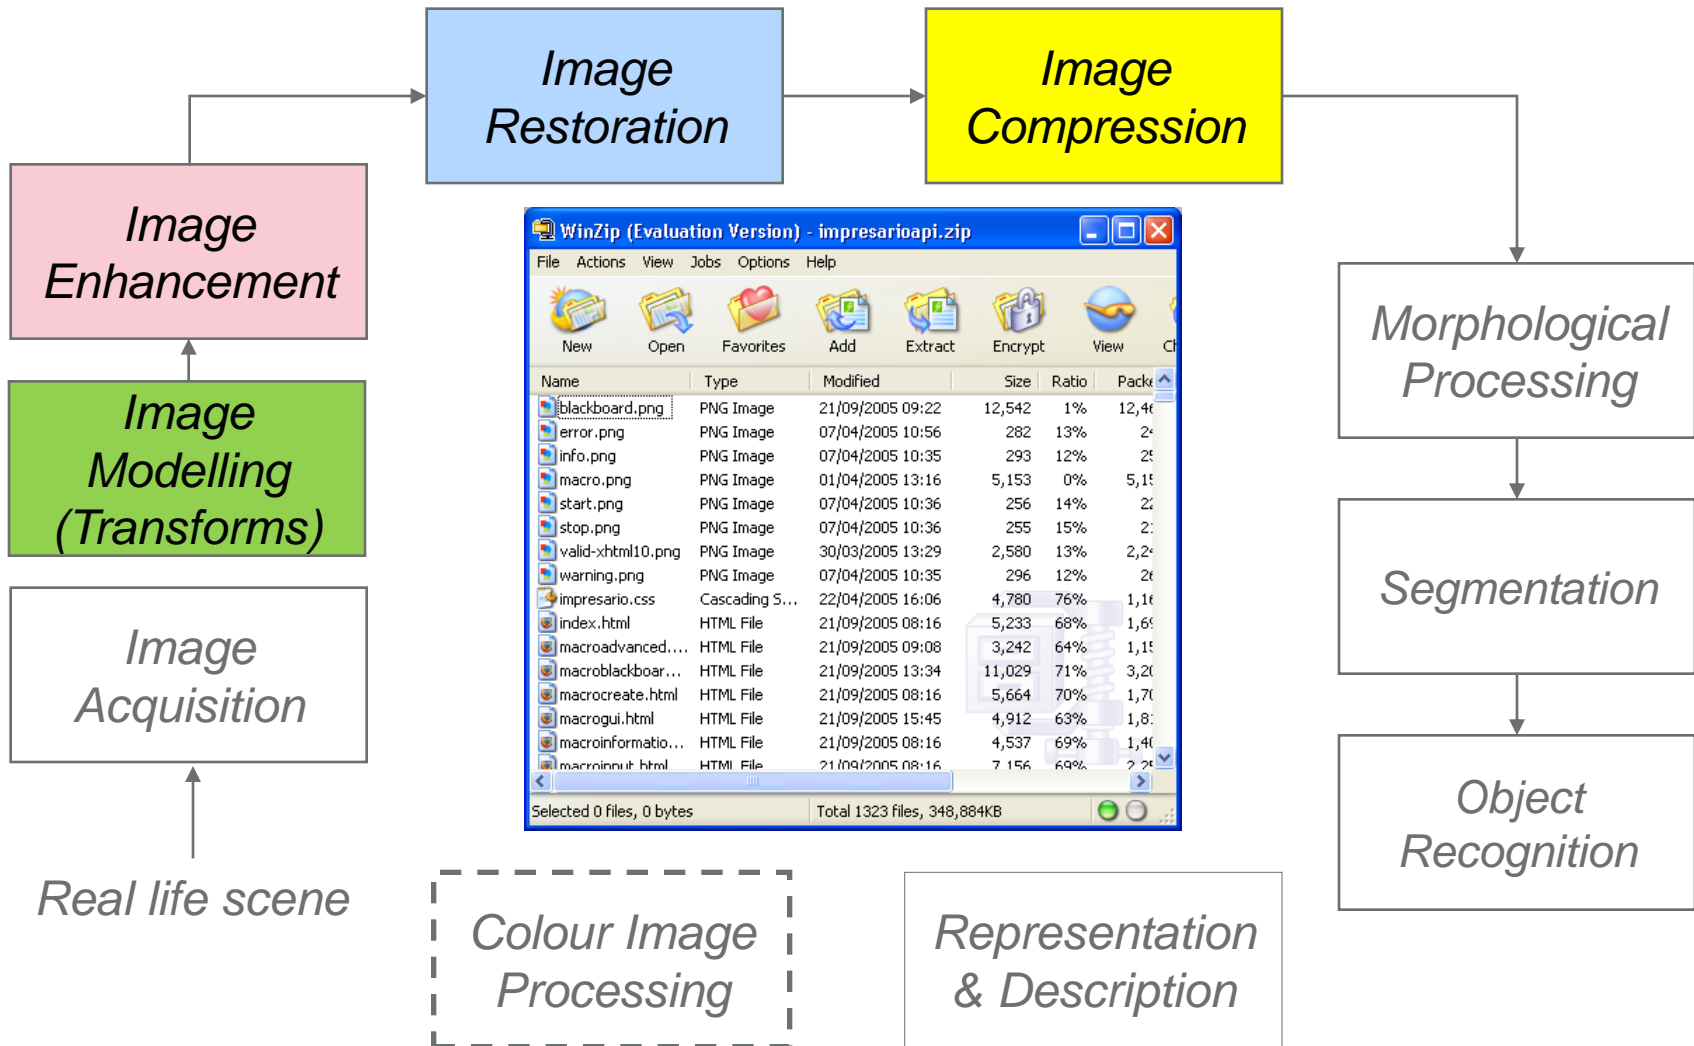 Image
Restoration
Image
Compression
Image
Enhancement
Image
Modelling
(Transforms)
Image
Acquisition
Real life scene
WinZip (Evaluation Version) - impresarioapi.zip
File Actions View Jobs Options Help
New Open Favorites Add Extract Encrypt View
Name Type Modified Size Ratio
blackboard.png PNG Image 21/09/2005 09:22 12,542 1%
error.png PNG Image 07/04/2005 10:56 282 13%
info.png PNG Image 07/04/2005 10:35 293 12%
macro.png PNG Image 01/04/2005 13:16 5,153 0%
start.png PNG Image 07/04/2005 10:36 256 14%
stop.png PNG Image 07/04/2005 10:36 255 15%
valid-xhtml10.png PNG Image 30/03/2005 13:29 2,580 13%
warning.png PNG Image 07/04/2005 10:35 296 12%
impresario.css Cascading S... 22/04/2005 16:06 4,780 76%
index.html HTML File 21/09/2005 08:16 5,233 68%
macroadvanced.... HTML File 21/09/2005 09:08 3,242 64%
macroblackboar... HTML File 21/09/2005 13:34 11,029 71%
macrocreate.html HTML File 21/09/2005 08:16 5,664 70%
macrogui.html HTML File 21/09/2005 15:45 4,912 63%
macroinformatio... HTML File 21/09/2005 08:16 4,537 69%
macroinput.html HTML File 21/09/2005 08:16 7,156 69%
Selected 0 files, 0 bytes Total 1323 files, 348,884KB
Morphological
Processing
Segmentation
Object
Recognition
Colour Image
Processing
Representation
& Description